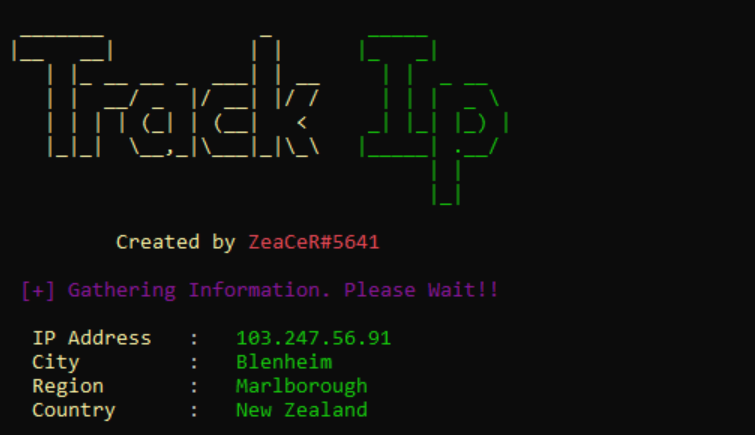 Track Ip
Created by ZeaCeR#5641
[+] Gathering Information. Please Wait!!
IP Address : 103.247.56.91
City : Blenheim
Region : Marlborough
Country : New Zealand